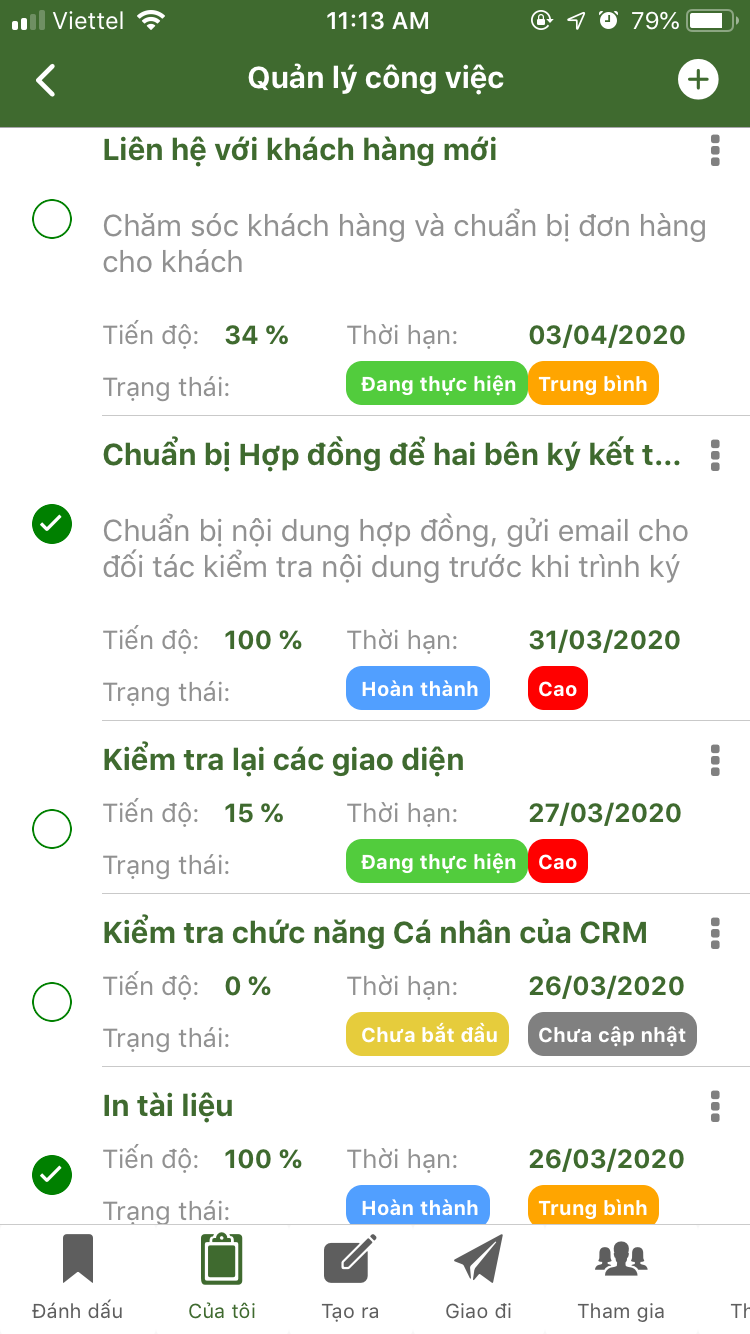 Viettel 11:13 AM 79%
Quản lý công việc
Liên hệ với khách hàng mới
Chăm sóc khách hàng và chuẩn bị đơn hàng
cho khách
Tiến độ: 34 % Thời hạn: 03/04/2020
Trạng thái: Đang thực hiện Trung bình
Chuẩn bị Hợp đồng để hai bên ký kết t...
Chuẩn bị nội dung hợp đồng, gửi email cho
đối tác kiểm tra nội dung trước khi trình ký
Tiến độ: 100 % Thời hạn: 31/03/2020
Trạng thái: Hoàn thành Cao
Kiểm tra lại các giao diện
Tiến độ: 15 % Thời hạn: 27/03/2020
Trạng thái: Đang thực hiện Cao
Kiểm tra chức năng Cá nhân của CRM
Tiến độ: 0 % Thời hạn: 26/03/2020
Trạng thái: Chưa bắt đầu Chưa cập nhật
In tài liệu
Tiến độ: 100 % Thời hạn: 26/03/2020
Trạng thái: Hoàn thành Trung bình
Đánh dấu Của tôi Tạo ra Giao đi Tham gia Th